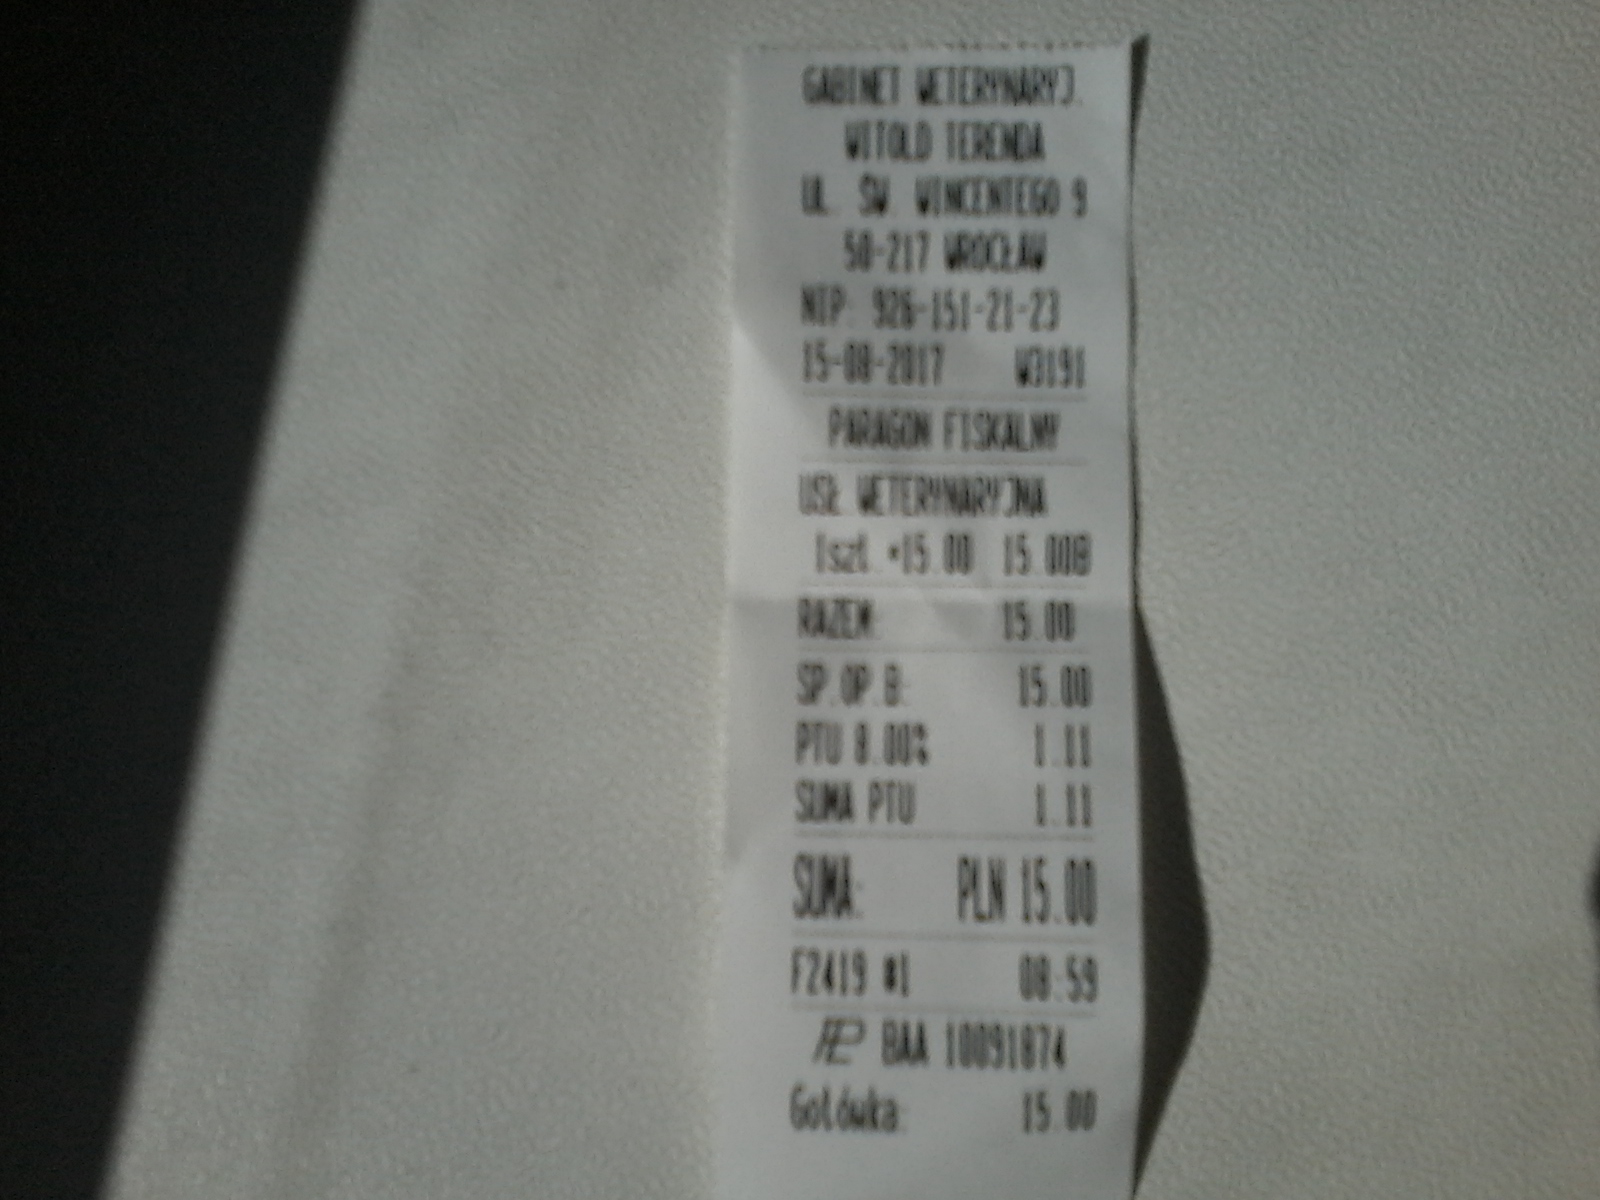 GABINET WETERYNARYJ.
WITOLD TERENDA
UL. ŚW. WINCENTEGO 9
50-217 WROCŁAW
NIP: 926-151-21-23
15-08-2017 W3191
PARAGON FISKALNY
USŁ WETERYNARYJNA
1szt. *15.00 15.00B
RAZEM: 15.00
SP.OP.B: 15.00
PTU 8.00% 1.11
SUMA PTU 1.11
SUMA: PLN 15.00
F2419 #1 08:59
BAA 10091874
Gotówka: 15.00